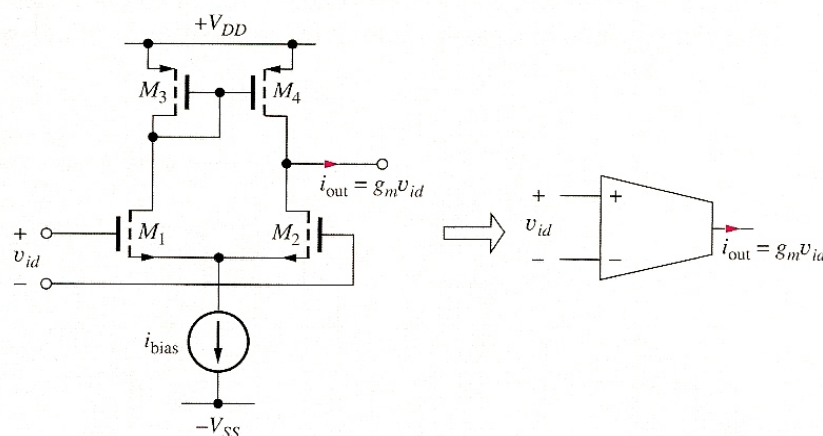 +V_DD
M_3
M_4
i_out = g_m v_id
+
M_1
M_2
v_id
−
i_bias
−V_SS
+
+
v_id
−
−
i_out = g_m v_id